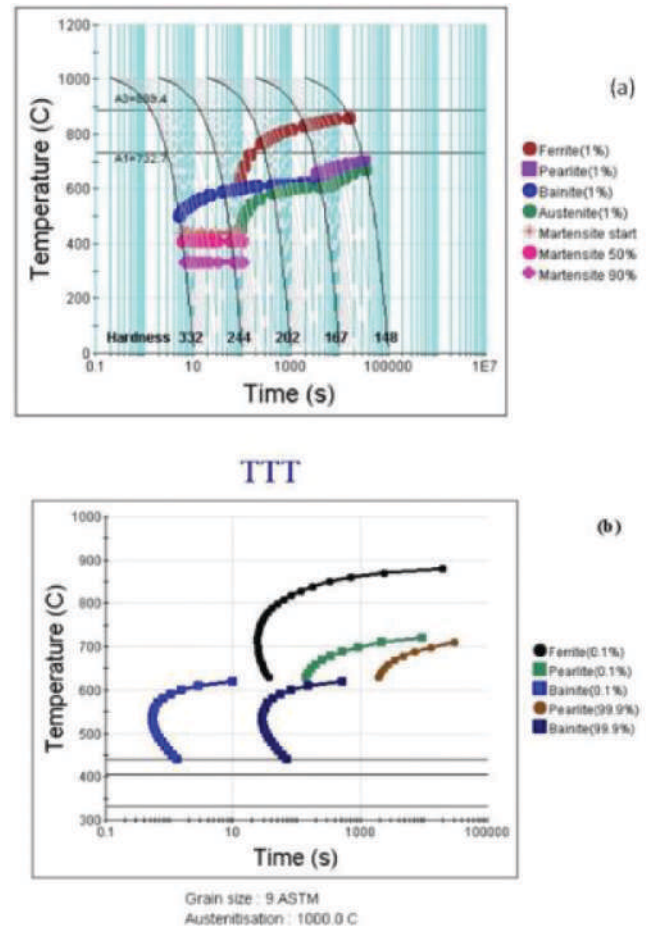 1200
1000
800
600
400
200
0
Temperature (C)
A1=732.7
Hardness 332 244 202 167 148
0.1 10 1000 100000 1E7
Time (s)
(a)
Ferrite(1%)
Pearlite(1%)
Bainite(1%)
Austenite(1%)
Martensite start
Martensite 50%
Martensite 90%
TTT
(b)
1000
900
800
700
600
500
400
300
Temperature (C)
0.1 10 1000 100000
Time (s)
Ferrite(0.1%)
Pearlite(0.1%)
Bainite(0.1%)
Pearlite(99.9%)
Bainite(99.9%)
Grain size : 9 ASTM
Austenitisation : 1000.0 C